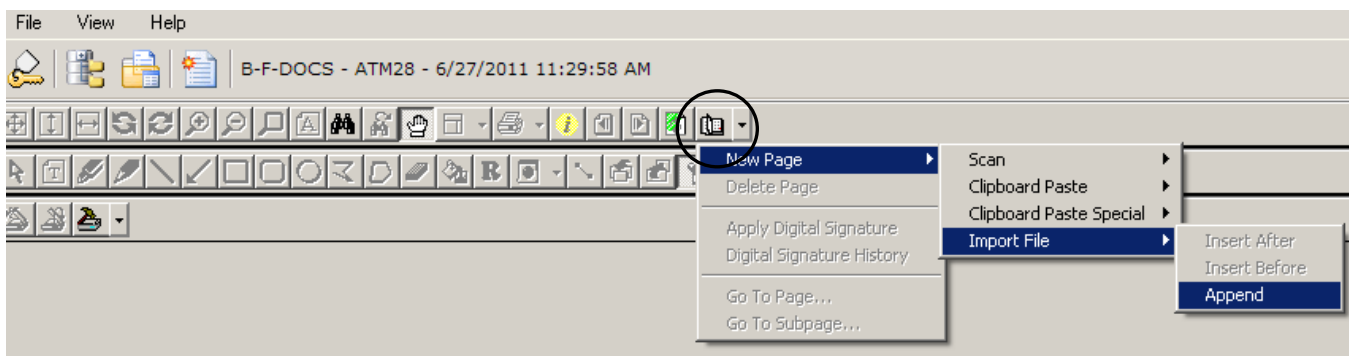 File View Help
B-F-DOCS - ATM28 - 6/27/2011 11:29:58 AM
New Page
Delete Page
Apply Digital Signature
Digital Signature History
Go To Page...
Go To Subpage...
Scan
Clipboard Paste
Clipboard Paste Special
Import File
Insert After
Insert Before
Append